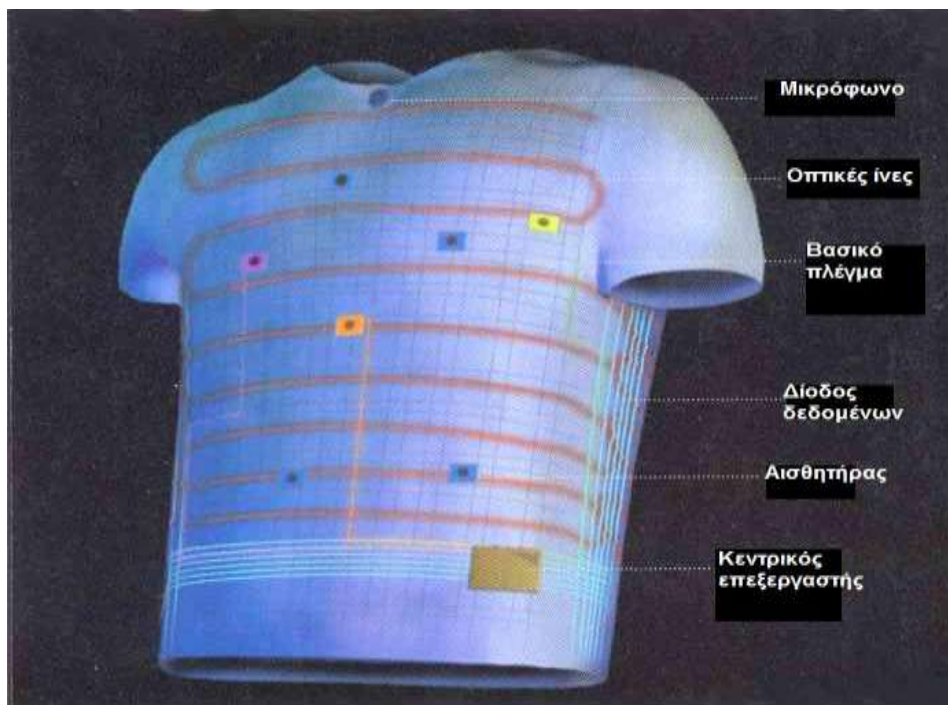 Μικρόφωνο
Οπτικές ίνες
Βασικό
πλέγμα
Δίοδος
δεδομένων
Αισθητήρας
Κεντρικός
επεξεργαστής